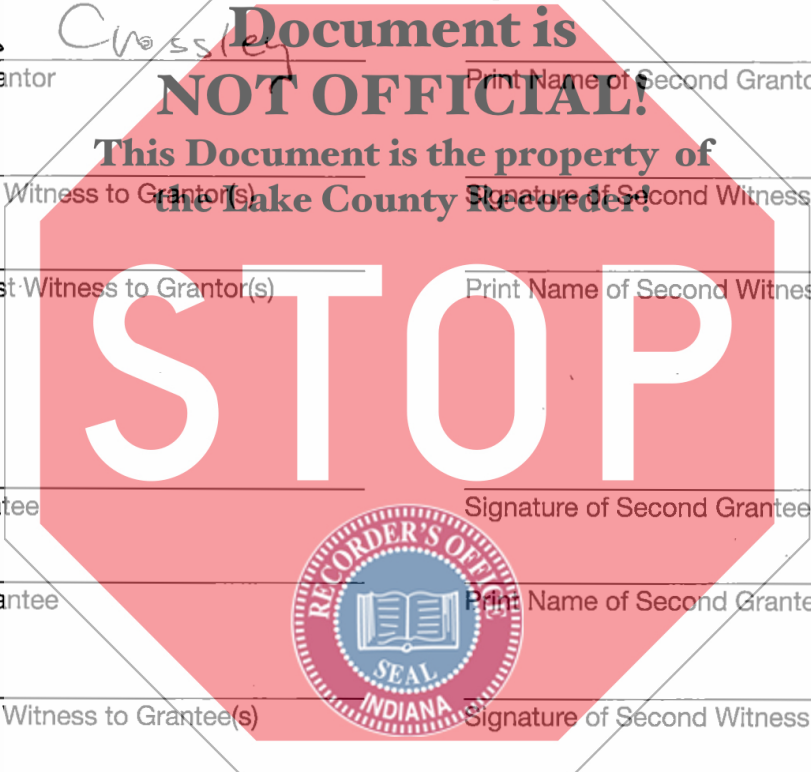 Crossley
Document is
antor Print Name of Second Granto
NOT OFFICIAL!
This Document is the property of
Witness to Grantor(s) Signature of Second Witness
the Lake County Recorder!
st Witness to Grantor(s) Print Name of Second Witnes
STOP
tee Signature of Second Grantee
RECORDER'S OFFICE
antee Print Name of Second Grante
SEAL
INDIANA
Witness to Grantee(s) Signature of Second Witness